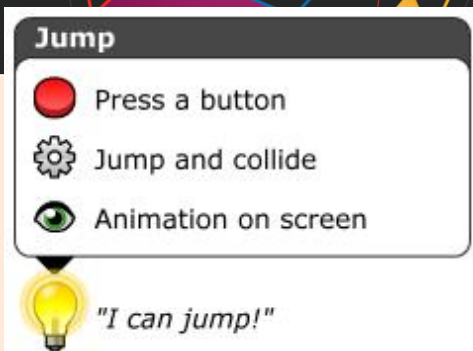 Jump
Press a button
Jump and collide
Animation on screen
"I can jump!"